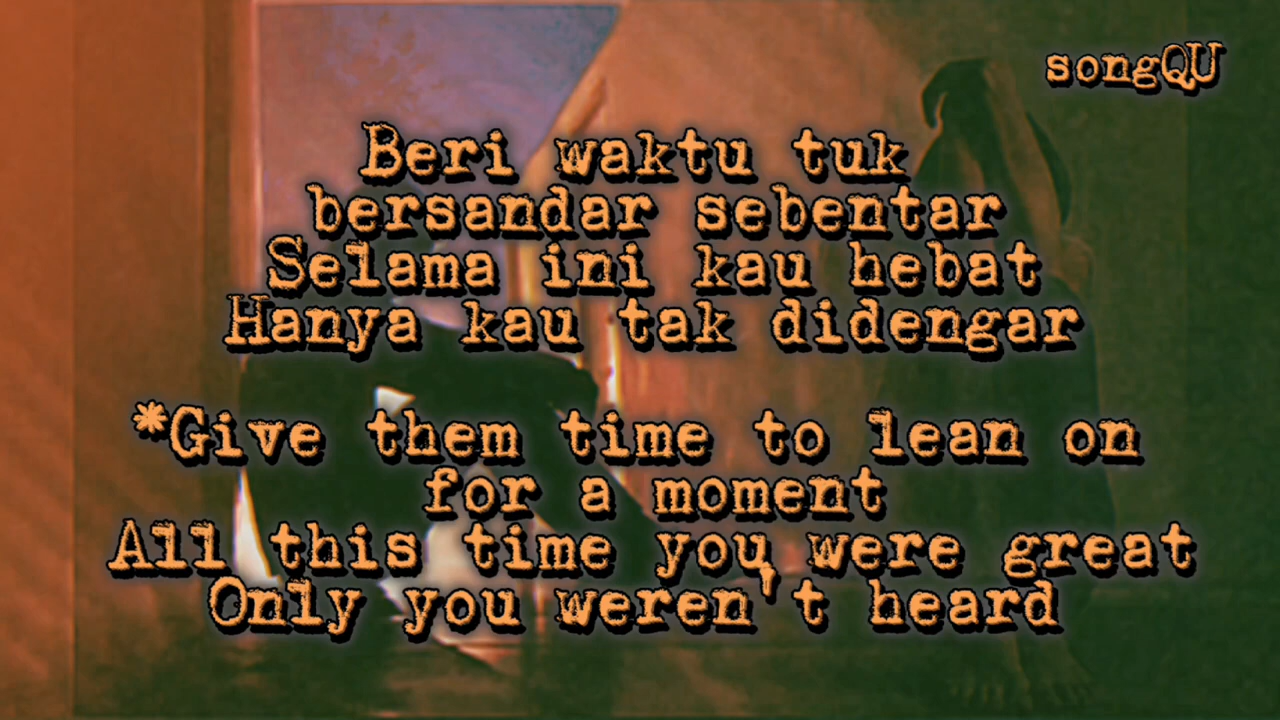 songQU
Beri waktu tuk
bersandar sebentar
Selama ini kau hebat
Hanya kau tak didengar
*Give them time to lean on
for a moment
All this time you were great
Only you weren't heard